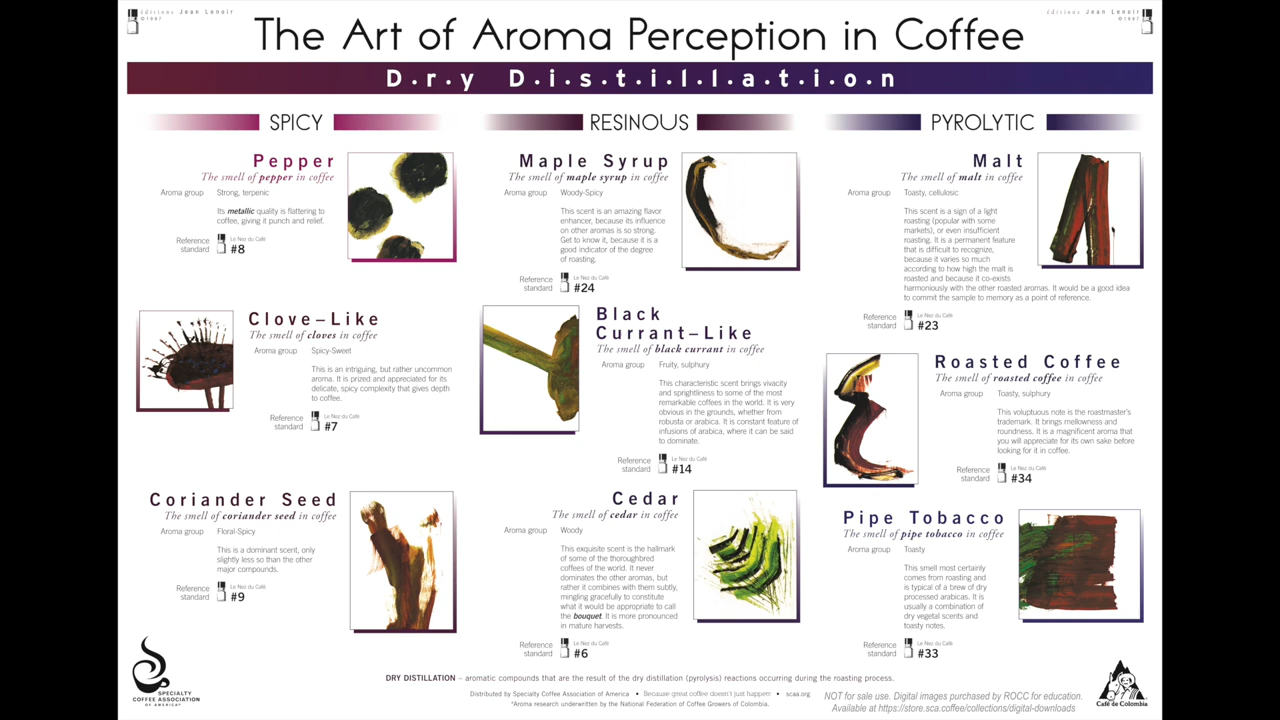 éditions Jean Lenoir
©1997
éditions Jean Lenoir
©1997
The Art of Aroma Perception in Coffee
D.r.y D.i.s.t.i.l.l.a.t.i.o.n
SPICY
Pepper
The smell of pepper in coffee
Aroma group Strong, terpenic
Its metallic quality is flattering to
coffee, giving it punch and relief.
Reference
standard
Le Nez du Café
#8
Clove-Like
The smell of cloves in coffee
Aroma group Spicy-Sweet
This is an intriguing, but rather uncommon
aroma. It is prized and appreciated for its
delicate, spicy complexity that gives depth
to coffee.
Reference
standard
Le Nez du Café
#7
Coriander Seed
The smell of coriander seed in coffee
Aroma group Floral-Spicy
This is a dominant scent, only
slightly less so than the other
major compounds.
Reference
standard
Le Nez du Café
#9
RESINOUS
Maple Syrup
The smell of maple syrup in coffee
Aroma group Woody-Spicy
This scent is an amazing flavor
enhancer, because its influence
on other aromas is so strong.
Get to know it, because it is a
good indicator of the degree
of roasting.
Reference
standard
Le Nez du Café
#24
Black
Currant-Like
The smell of black currant in coffee
Aroma group Fruity, sulphury
This characteristic scent brings vivacity
and sprightliness to some of the most
remarkable coffees in the world. It is very
obvious in the grounds, whether from
robusta or arabica. It is constant feature of
infusions of arabica, where it can be said
to dominate.
Reference
standard
Le Nez du Café
#14
Cedar
The smell of cedar in coffee
Aroma group Woody
This exquisite scent is the hallmark
of some of the thoroughbred
coffees of the world. It never
dominates the other aromas, but
rather it combines with them subtly,
mingling gracefully to constitute
what it would be appropriate to call
the bouquet. It is more pronounced
in mature harvests.
Reference
standard
Le Nez du Café
#6
PYROLYTIC
Malt
The smell of malt in coffee
Aroma group Toasty, cellulosic
This scent is a sign of a light
roasting (popular with some
markets), or even insufficient
roasting. It is a permanent feature
that is difficult to recognize,
because it varies so much
according to how high the malt is
roasted and because it co-exists
harmoniously with the other roasted aromas. It would be a good idea
to commit the sample to memory as a point of reference.
Reference
standard
Le Nez du Café
#23
Roasted Coffee
The smell of roasted coffee in coffee
Aroma group Toasty, sulphury
This voluptuous note is the roastmaster's
trademark. It brings mellowness and
roundness. It is a magnificent aroma that
you will appreciate for its own sake before
looking for it in coffee.
Reference
standard
Le Nez du Café
#34
Pipe Tobacco
The smell of pipe tobacco in coffee
Aroma group Toasty
This smell most certainly
comes from roasting and
is typical of a brew of dry
processed arabicas. It is
usually a combination of
dry vegetal scents and
toasty notes.
Reference
standard
Le Nez du Café
#33
SPECIALTY
COFFEE ASSOCIATION
OF AMERICA®
DRY DISTILLATION – aromatic compounds that are the result of the dry distillation (pyrolysis) reactions occurring during the roasting process.
Distributed by Specialty Coffee Association of America • Because great coffee doesn't just happen • scaa.org
*Aroma research underwritten by the National Federation of Coffee Growers of Colombia.
NOT for sale use. Digital images purchased by ROCC for education.
Available at https://store.sca.coffee/collections/digital-downloads
Café de Colombia